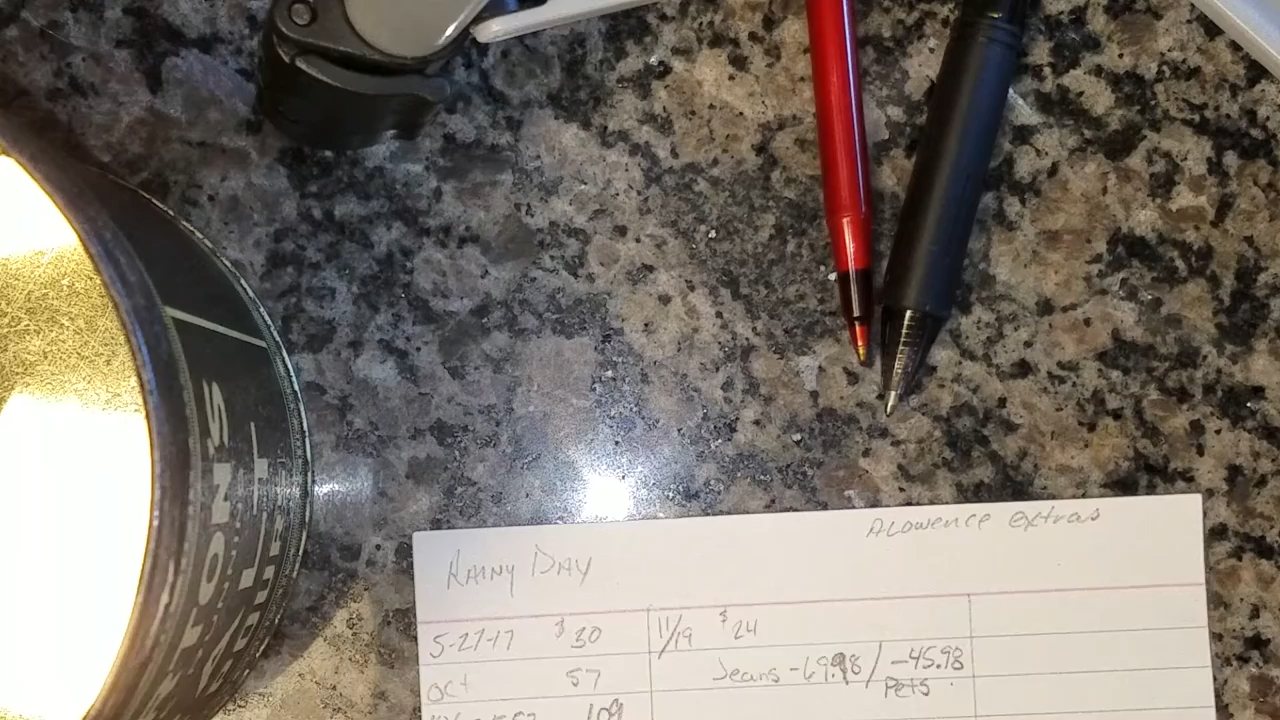 Alowence extras
Rainy Day
5-27-17 $30
11/19 $24
Oct 57
Jeans -69.98 / -45.98
Pets
109